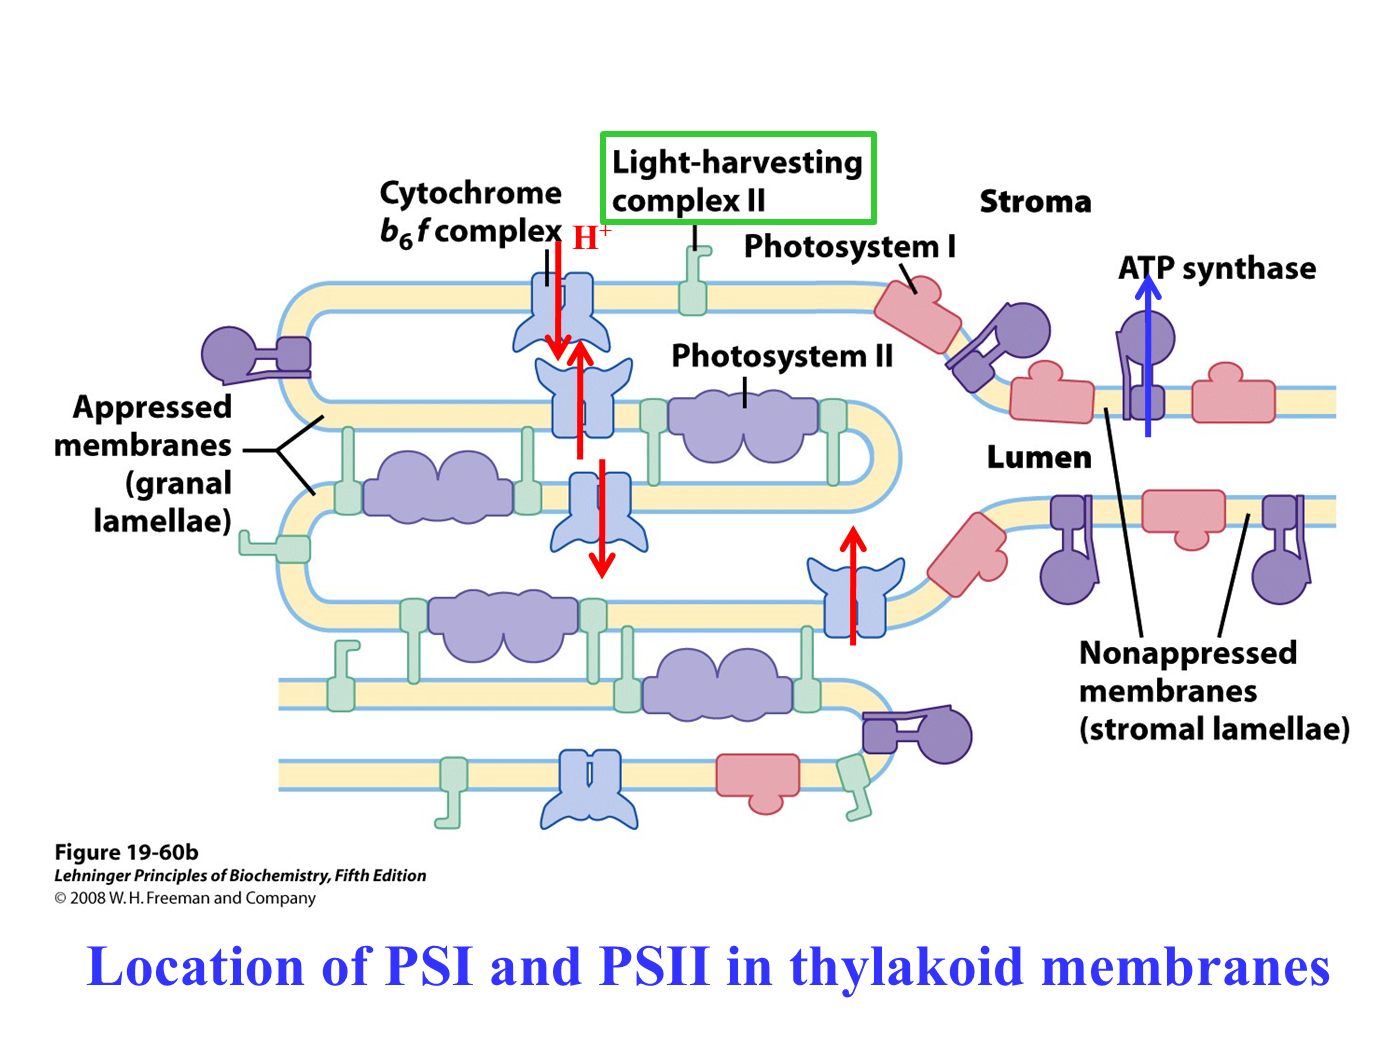 Light-harvesting
complex II
Cytochrome
b₆f complex
H⁺
Stroma
Photosystem I
ATP synthase
Photosystem II
Appressed
membranes
(granal
lamellae)
Lumen
Nonappressed
membranes
(stromal lamellae)
Figure 19-60b
Lehninger Principles of Biochemistry, Fifth Edition
© 2008 W. H. Freeman and Company
Location of PSI and PSII in thylakoid membranes